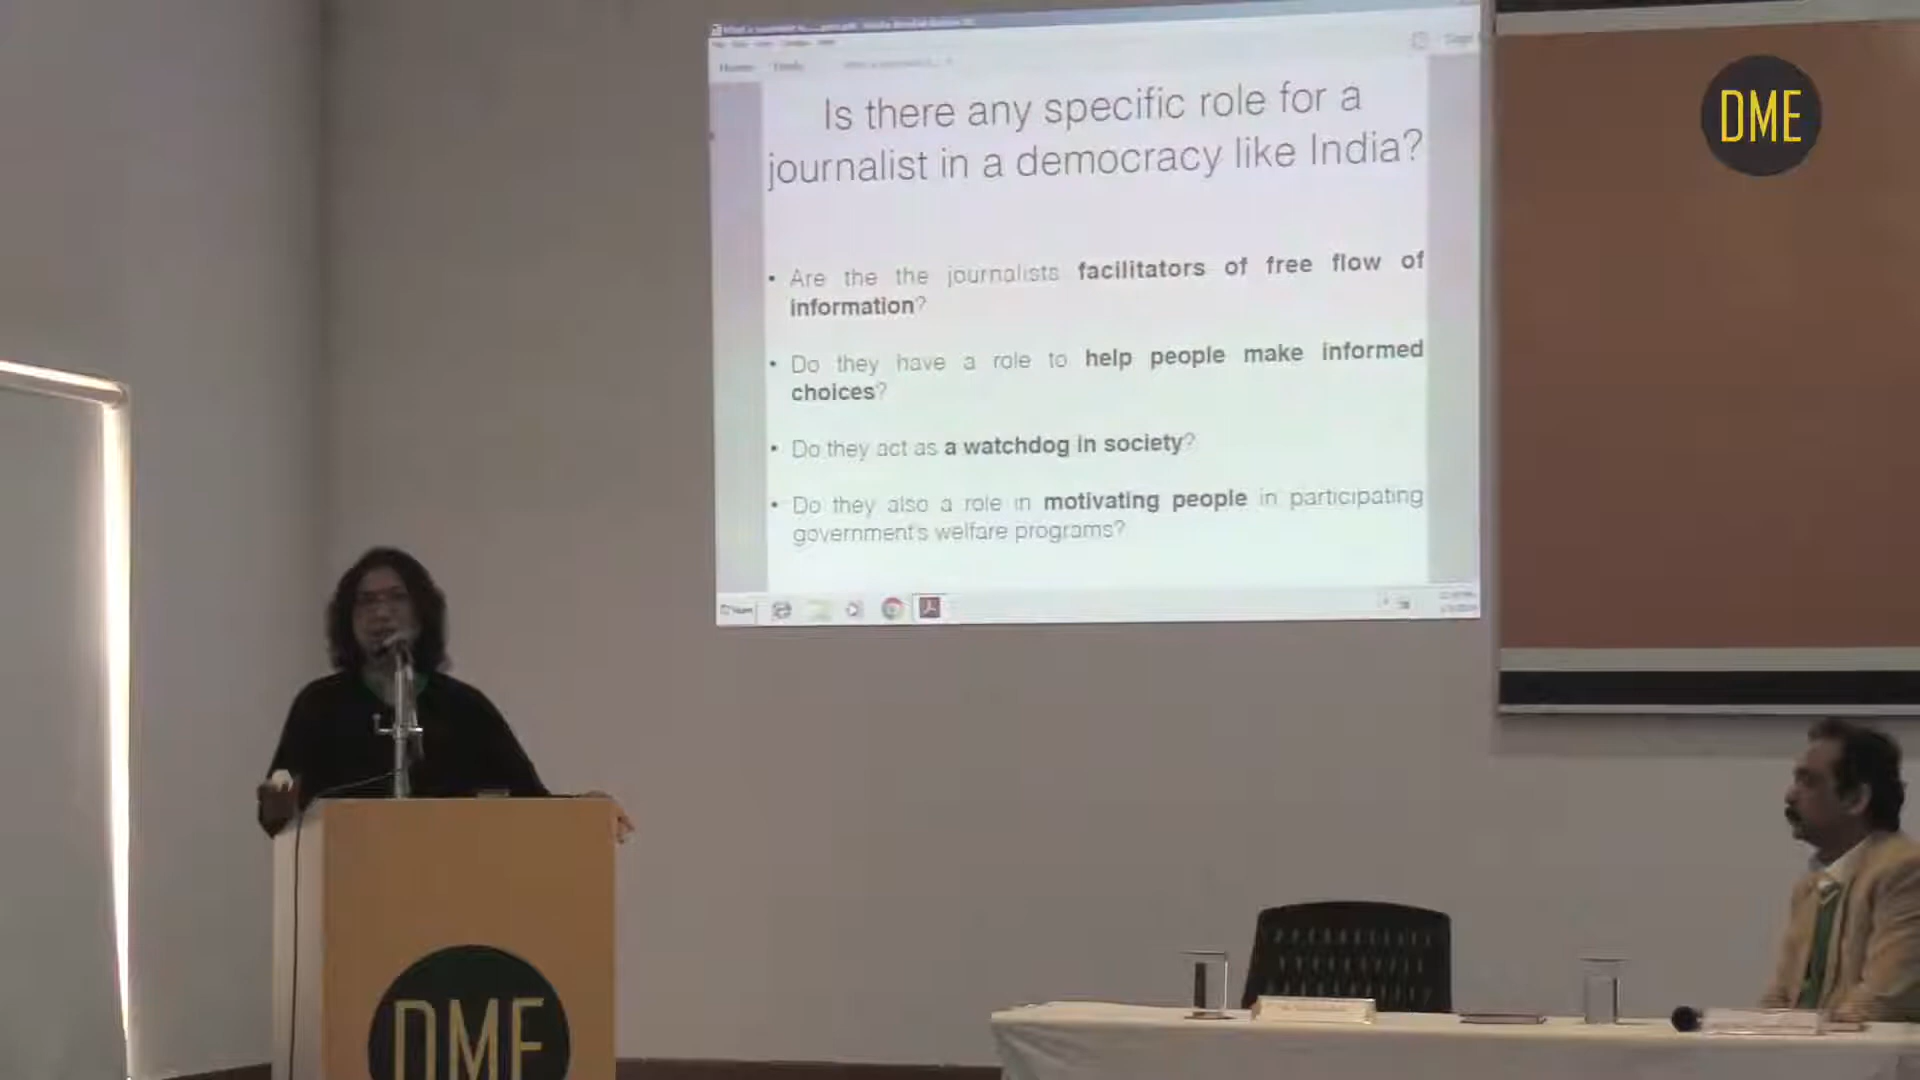 Is there any specific role for a
journalist in a democracy like India?
DME
• Are the the journalists facilitators of free flow of
information?
• Do they have a role to help people make informed
choices?
• Do they act as a watchdog in society?
• Do they also a role in motivating people in participating
government's welfare programs?
DME